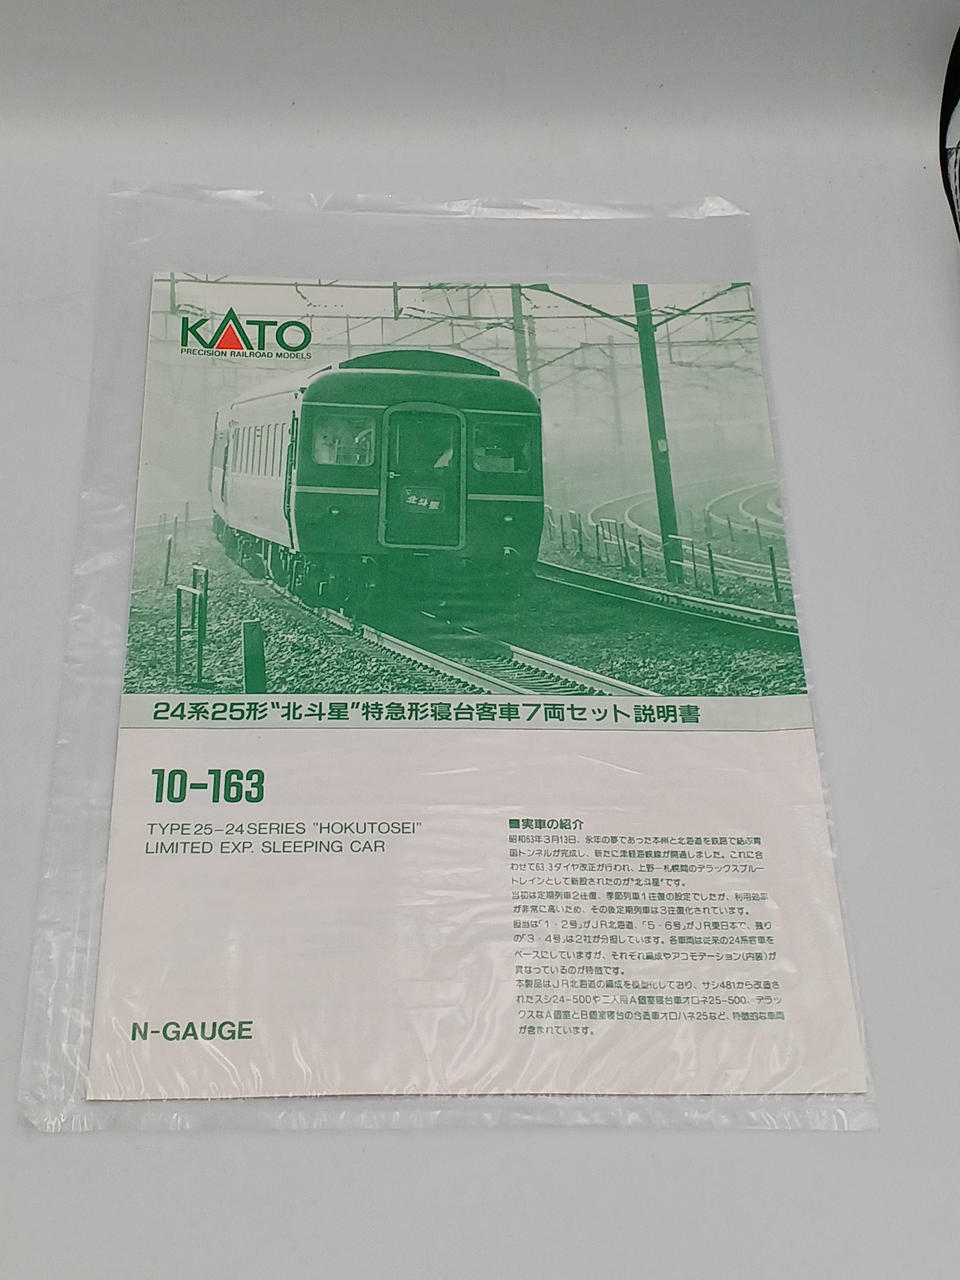 KATO
PRECISION RAILROAD MODELS
北斗星
24系25形"北斗星"特急形寝台客車7両セット説明書
10-163
TYPE25-24SERIES "HOKUTOSEI"
LIMITED EXP. SLEEPING CAR
■実車の紹介
昭和63年3月13日、永年の夢であった本州と北海道を鉄路で結ぶ青
函トンネルが完成し、新たに津軽海峡線が開通しました。これに合
わせて63.3ダイヤ改正が行われ、上野―札幌間のデラックスブルー
トレインとして新設されたのが"北斗星"です。
当初は定期列車2往復、季節列車1往復の設定でしたが、利用効率
が非常に高いため、その後定期列車は3往復化されています。
担当は「1・2号」がJR北海道、「5・6号」がJR東日本で、残り
の「3・4号」は2社が分担しています。各車両は従来の24系客車を
ベースにしていますが、それぞれ編成やアコモデーション(内装)が
異なっているのが特徴です。
本製品はJR北海道の編成を模型化しており、サシ481から改造さ
れたスシ24-500や二人用A個室寝台車オロネ25-500、デラッ
クスなA個室とB個室寝台の合造車オロハネ25など、特徴的な車両
が含まれています。
N-GAUGE